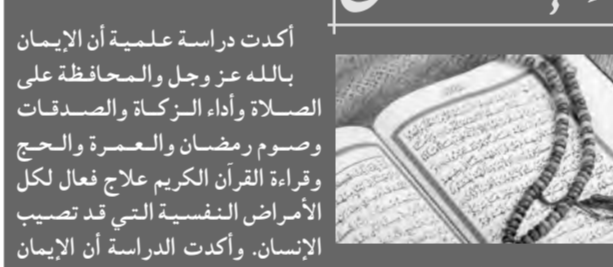 أكدت دراسة علمية أن الإيمان
بالله عز وجل والمحافظة على
الصلاة وأداء الزكاة والصدقات
وصوم رمضان والعمرة والحج
وقراءة القرآن الكريم علاج فعال لكل
الأمراض النفسية التي قد تصيب
الإنسان. وأكدت الدراسة أن الإيمان